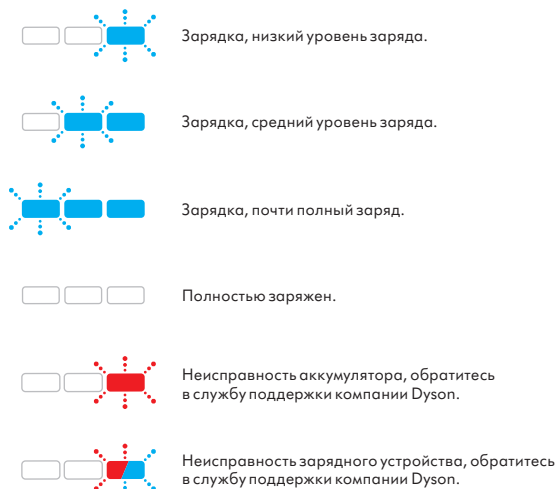 Зарядка, низкий уровень заряда.
Зарядка, средний уровень заряда.
Зарядка, почти полный заряд.
Полностью заряжен.
Неисправность аккумулятора, обратитесь
в службу поддержки компании Dyson.
Неисправность зарядного устройства, обратитесь
в службу поддержки компании Dyson.